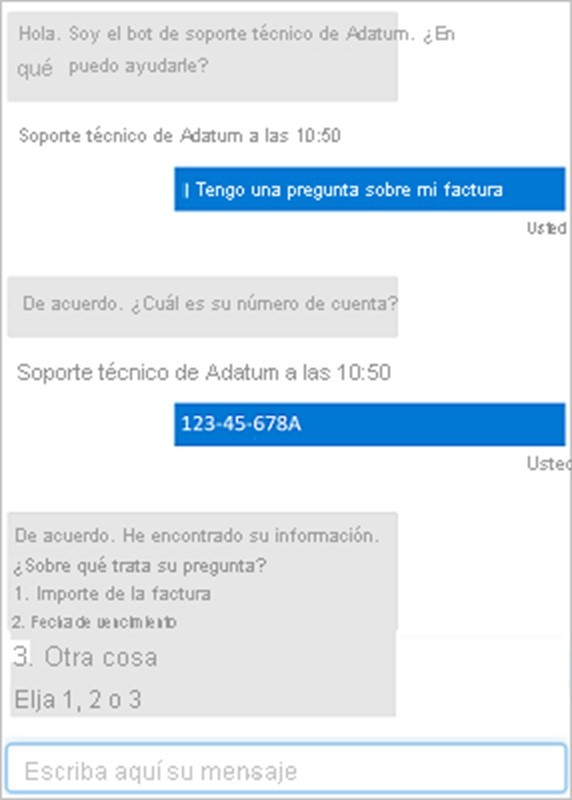 Hola. Soy el bot de soporte técnico de Adatum. ¿En
qué puedo ayudarle?
Soporte técnico de Adatum a las 10:50
| Tengo una pregunta sobre mi factura
Usted
De acuerdo. ¿Cuál es su número de cuenta?
Soporte técnico de Adatum a las 10:50
123-45-678A
Usted
De acuerdo. He encontrado su información.
¿Sobre qué trata su pregunta?
1. Importe de la factura
2. Fecha de vencimiento
3. Otra cosa
Elja 1, 2 o 3
Escriba aquí su mensaje